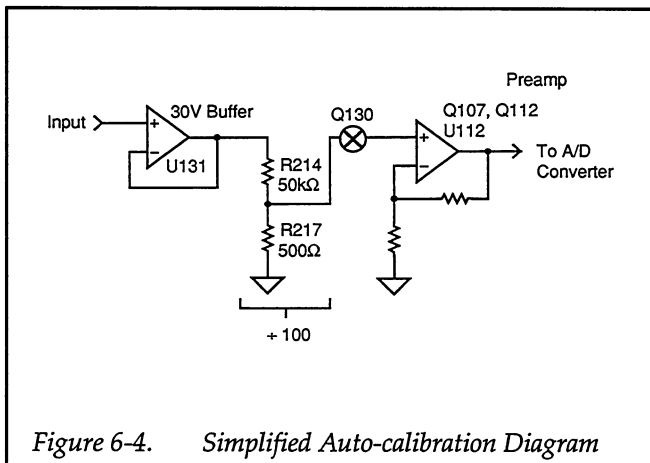 Preamp
30V Buffer
Q130
Q107, Q112
U112
Input
+
−
U131
+
−
To A/D
Converter
R214
50kΩ
R217
500Ω
÷ 100
Figure 6-4. Simplified Auto-calibration Diagram